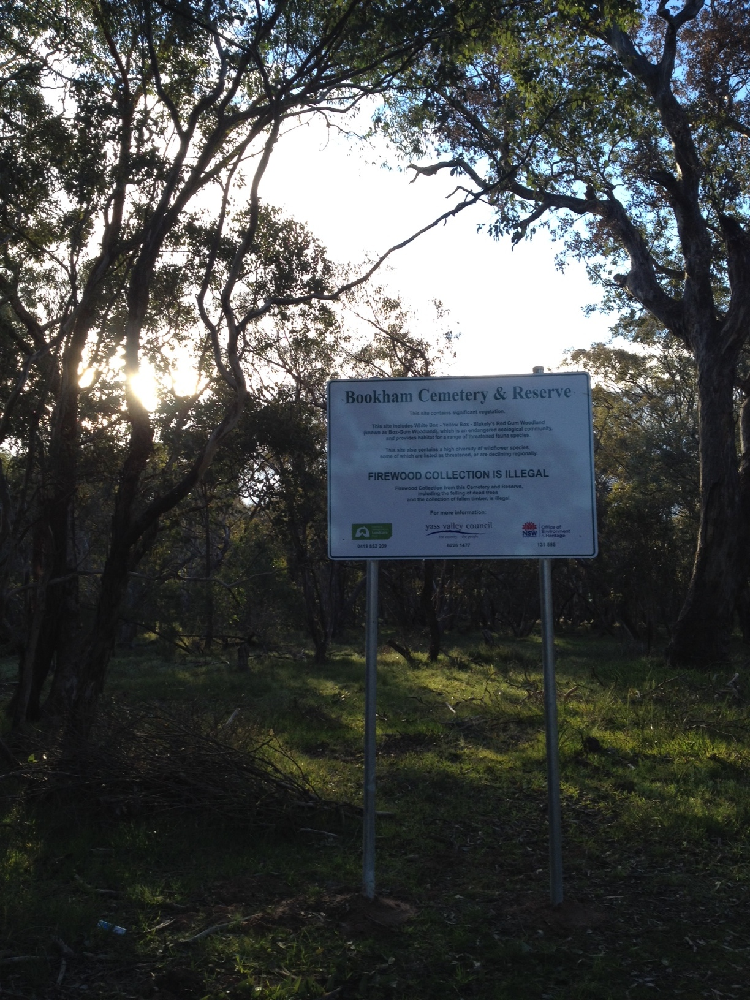 Bookham Cemetery & Reserve
This site contains significant vegetation.
This site includes White Box - Yellow Box - Blakely's Red Gum Woodland
(known as Box-Gum Woodland), which is an endangered ecological community,
and provides habitat for a range of threatened fauna species.
This site also contains a high diversity of wildflower species,
some of which are listed as threatened, or are declining regionally.
FIREWOOD COLLECTION IS ILLEGAL
Firewood Collection from this Cemetery and Reserve,
including the felling of dead trees
and the collection of fallen timber, is illegal.
For more information:
yass valley council
the country - the people
NSW
Office of
Environment
& Heritage
0418 852 209
6226 1477
131 555